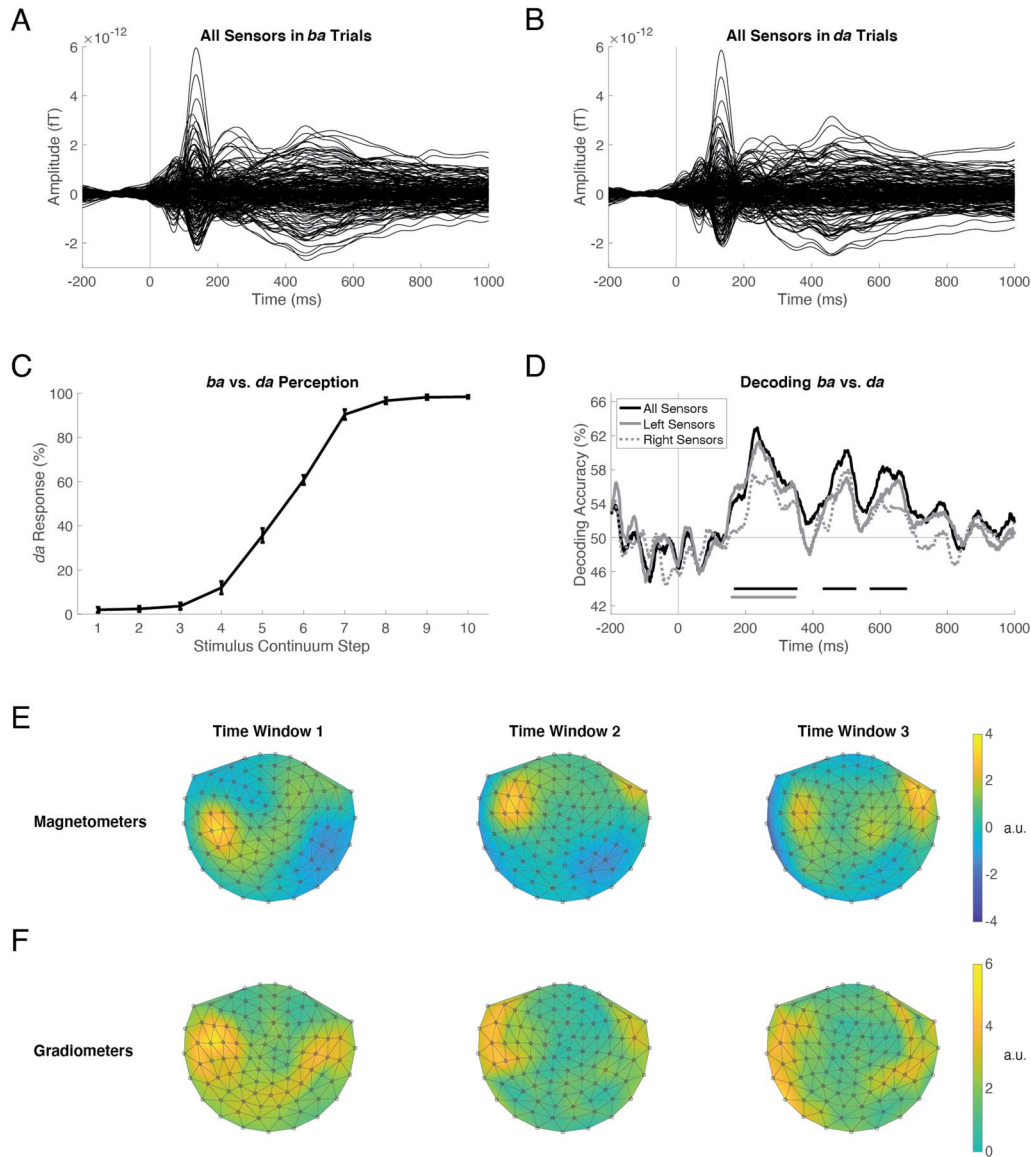 A
All Sensors in ba Trials
×10-12
6
4
2
0
-2
Amplitude (fT)
-200 0 200 400 600 800 1000
Time (ms)
B
All Sensors in da Trials
×10-12
6
4
2
0
-2
Amplitude (fT)
-200 0 200 400 600 800 1000
Time (ms)
C
ba vs. da Perception
100
80
60
40
20
0
da Response (%)
1 2 3 4 5 6 7 8 9 10
Stimulus Continuum Step
D
Decoding ba vs. da
66
62
58
54
50
46
42
Decoding Accuracy (%)
All Sensors
Left Sensors
Right Sensors
-200 0 200 400 600 800 1000
Time (ms)
E
Time Window 1 Time Window 2 Time Window 3
Magnetometers
4
2
0
-2
-4
a.u.
F
Gradiometers
6
4
2
0
a.u.